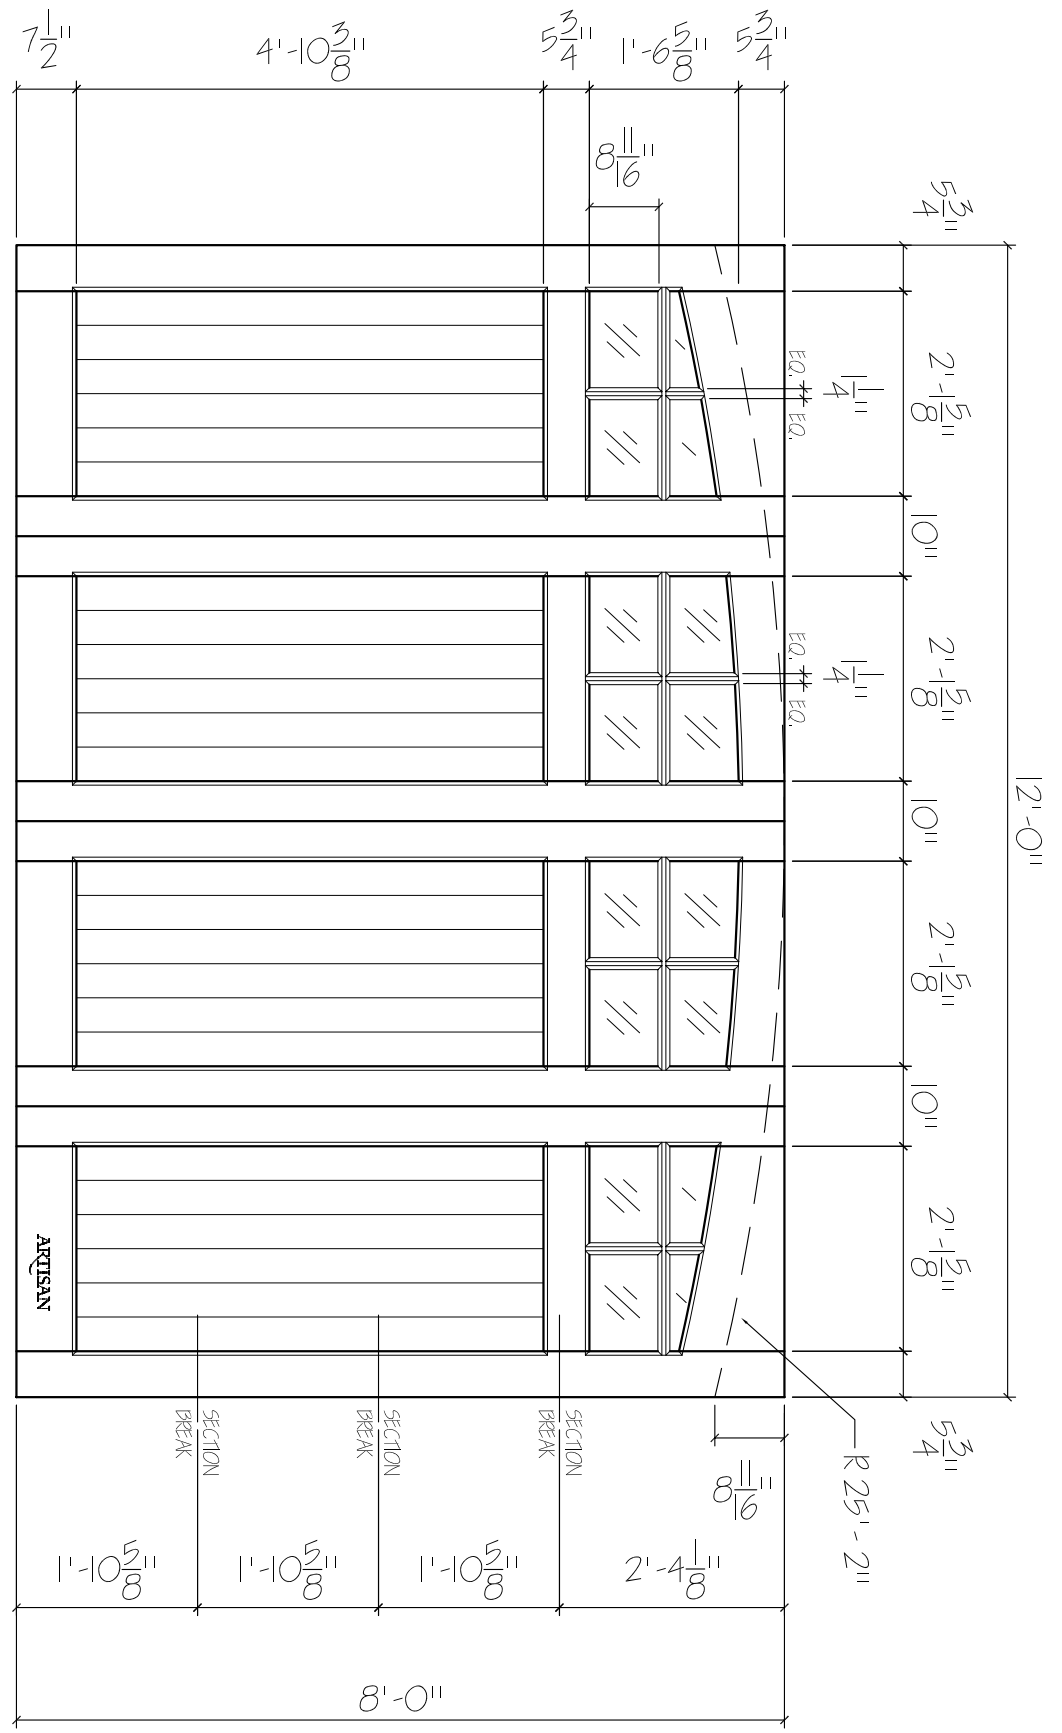 7 1/2"
4'-10 3/8"
5 3/4"
1'-6 5/8"
5 3/4"
8 11/16"
5 3/4"
2'-1 5/8"
10"
2'-1 5/8"
10"
2'-1 5/8"
10"
2'-1 5/8"
5 3/4"
12'-0"
EQ.
EQ.
1/4"
EQ.
EQ.
1/4"
ARTISAN
SECTION
BREAK
SECTION
BREAK
SECTION
BREAK
8 11/16"
R 25'-2"
1'-10 5/8"
1'-10 5/8"
1'-10 5/8"
2'-4 1/8"
8'-0"